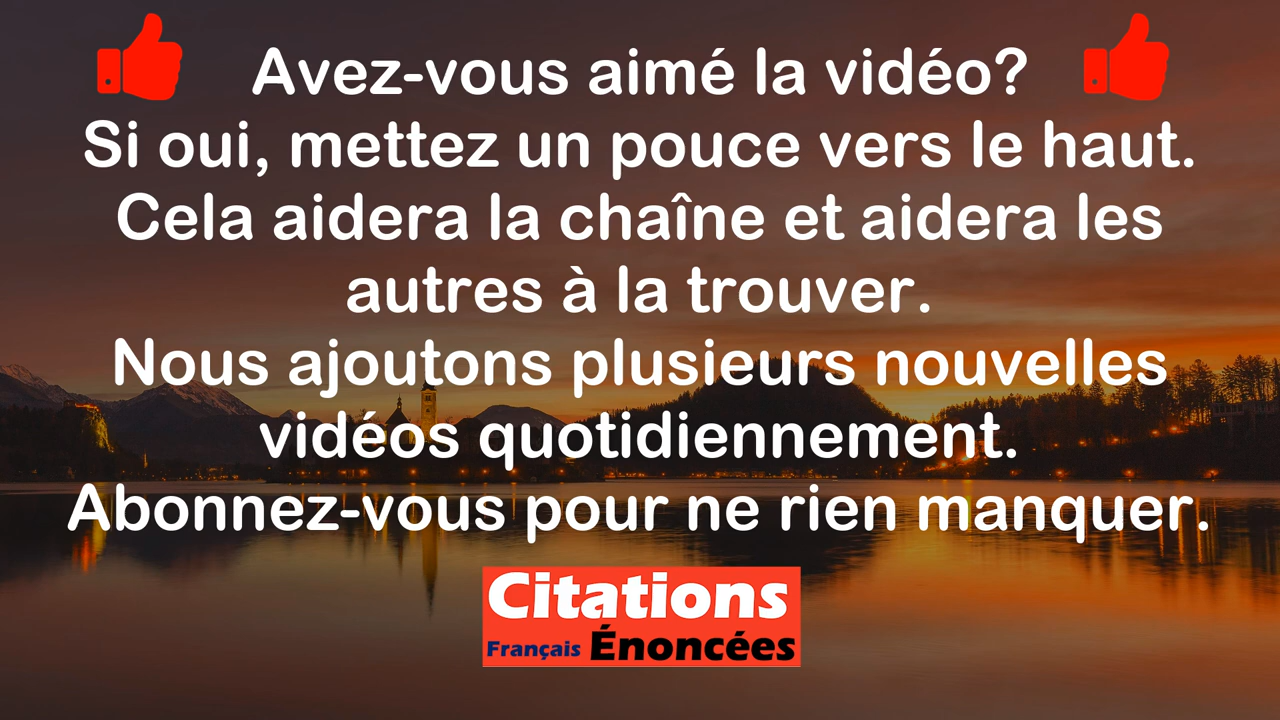 Avez-vous aimé la vidéo?
Si oui, mettez un pouce vers le haut.
Cela aidera la chaîne et aidera les
autres à la trouver.
Nous ajoutons plusieurs nouvelles
vidéos quotidiennement.
Abonnez-vous pour ne rien manquer.
Citations
Français Énoncées